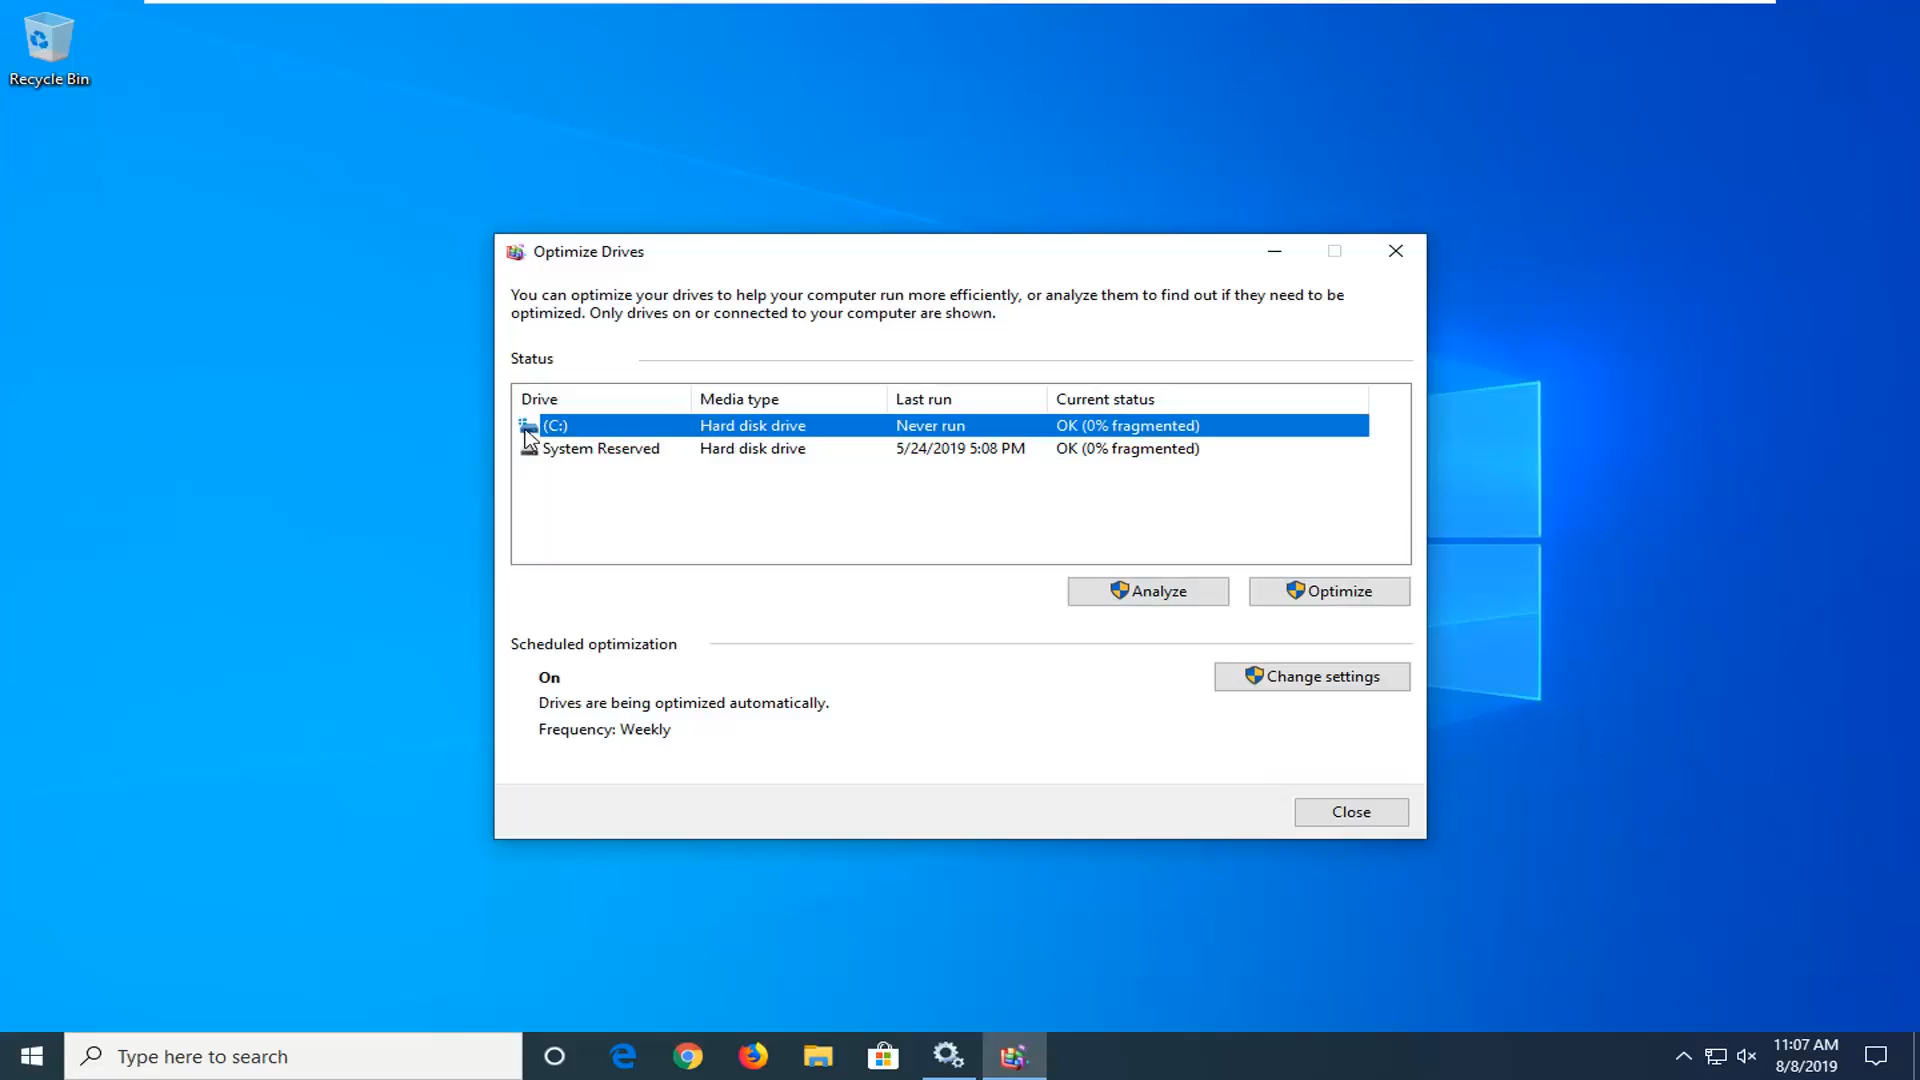 Recycle Bin
Optimize Drives
You can optimize your drives to help your computer run more efficiently, or analyze them to find out if they need to be
optimized. Only drives on or connected to your computer are shown.
Status
Drive Media type Last run Current status
(C:) Hard disk drive Never run OK (0% fragmented)
System Reserved Hard disk drive 5/24/2019 5:08 PM OK (0% fragmented)
Analyze Optimize
Scheduled optimization
On
Change settings
Drives are being optimized automatically.
Frequency: Weekly
Close
Type here to search
11:07 AM
8/8/2019